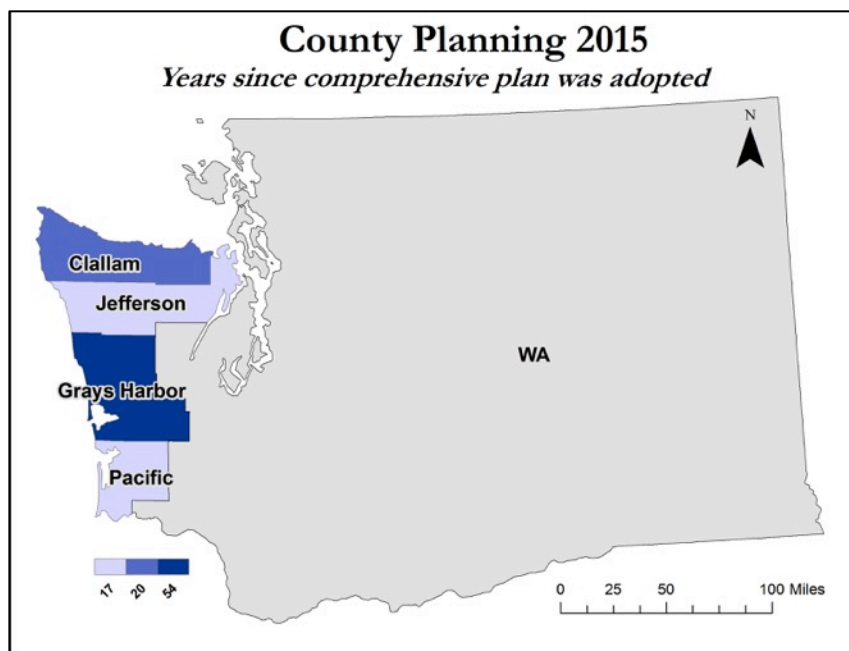 County Planning 2015
Years since comprehensive plan was adopted
N
Clallam
Jefferson
WA
Grays Harbor
Pacific
17 20 54
0 25 50 100 Miles